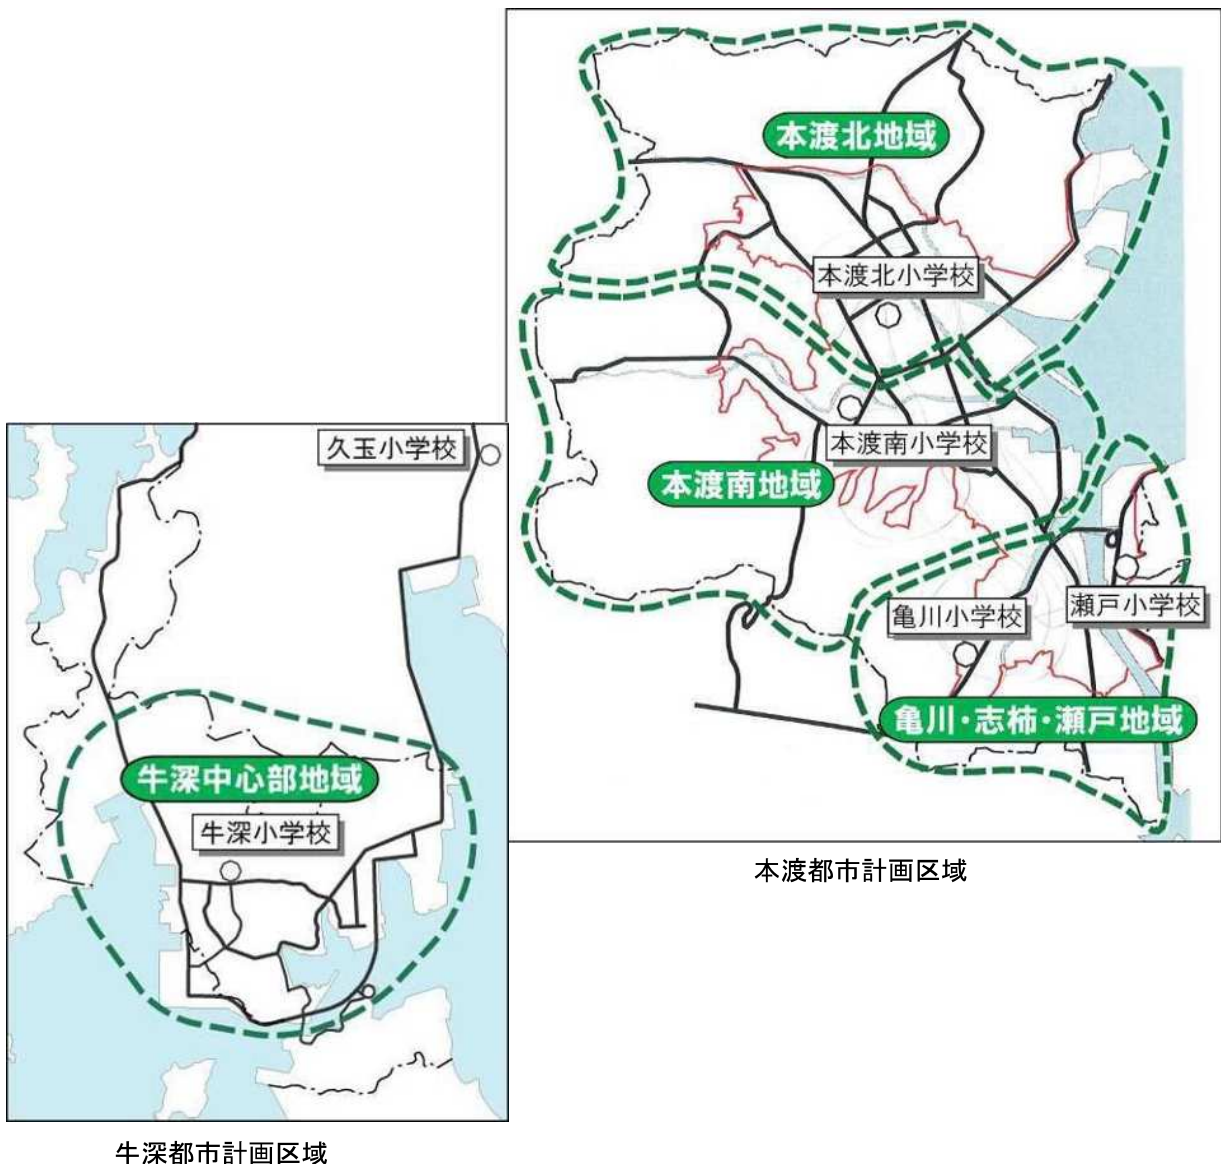 本渡北地域
本渡北小学校
本渡南小学校
本渡南地域
瀬戸小学校
亀川小学校
亀川・志柿・瀬戸地域
本渡都市計画区域
久玉小学校
牛深中心部地域
牛深小学校
牛深都市計画区域